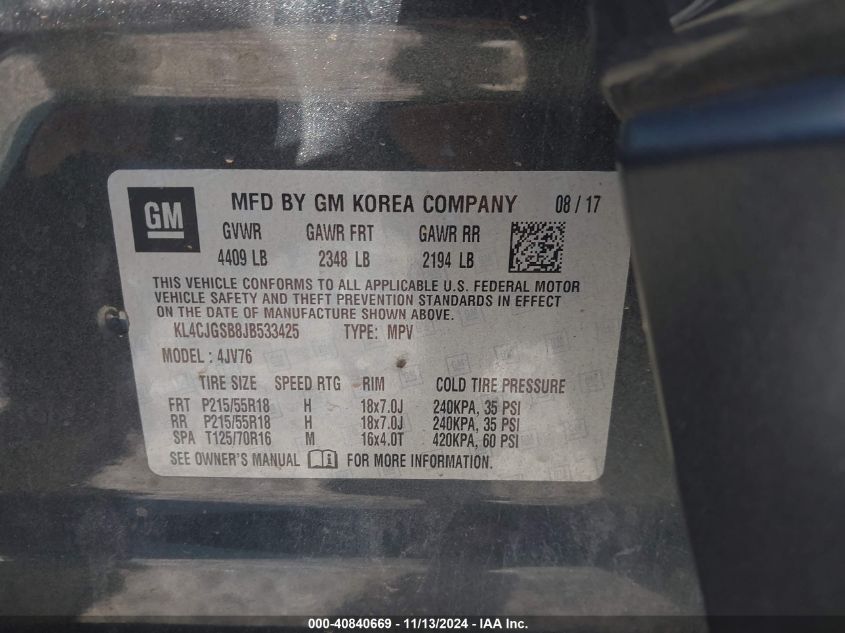 GM
MFD BY GM KOREA COMPANY 08 / 17
GVWR GAWR FRT GAWR RR
4409 LB 2348 LB 2194 LB
THIS VEHICLE CONFORMS TO ALL APPLICABLE U.S. FEDERAL MOTOR
VEHICLE SAFETY AND THEFT PREVENTION STANDARDS IN EFFECT
ON THE DATE OF MANUFACTURE SHOWN ABOVE.
KL4CJGSB8JB533425 TYPE: MPV
MODEL : 4JV76
TIRE SIZE SPEED RTG RIM COLD TIRE PRESSURE
FRT P215/55R18 H 18x7.0J 240KPA, 35 PSI
RR P215/55R18 H 18x7.0J 240KPA, 35 PSI
SPA T125/70R16 M 16x4.0T 420KPA, 60 PSI
SEE OWNER'S MANUAL FOR MORE INFORMATION.
000-40840669 - 11/13/2024 - IAA Inc.